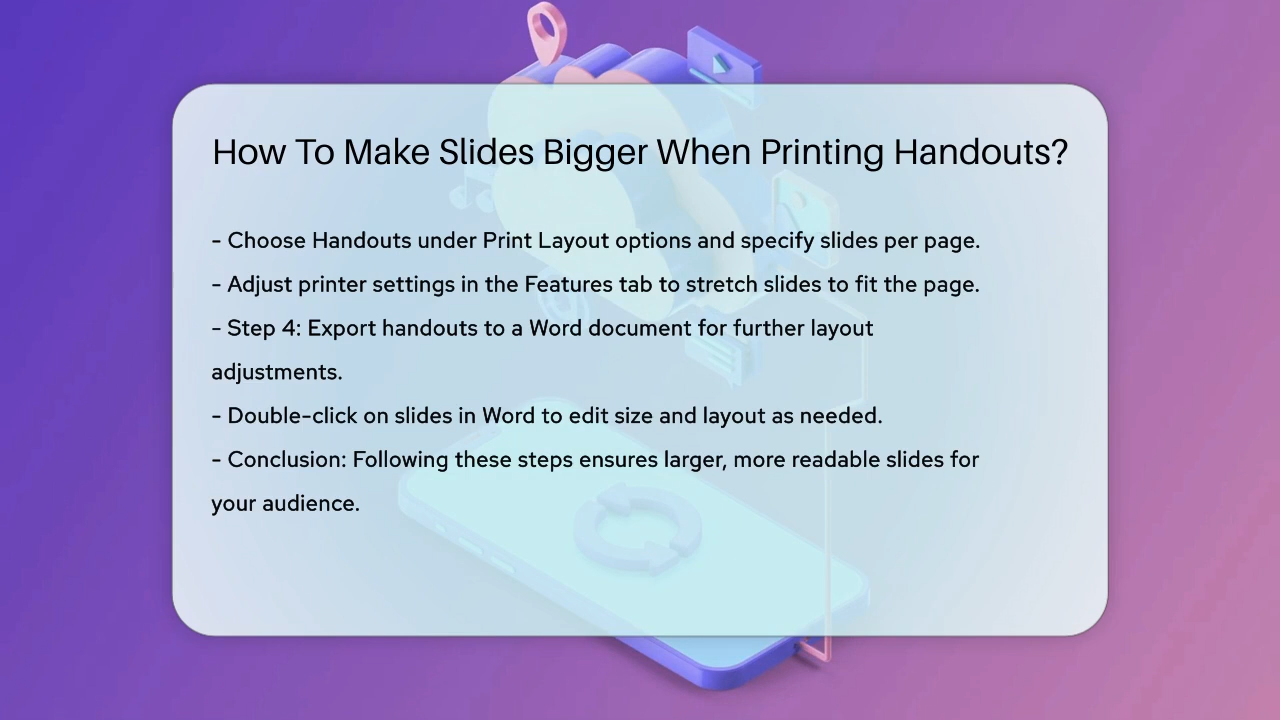 How To Make Slides Bigger When Printing Handouts?
- Choose Handouts under Print Layout options and specify slides per page.
- Adjust printer settings in the Features tab to stretch slides to fit the page.
- Step 4: Export handouts to a Word document for further layout
adjustments.
- Double-click on slides in Word to edit size and layout as needed.
- Conclusion: Following these steps ensures larger, more readable slides for
your audience.